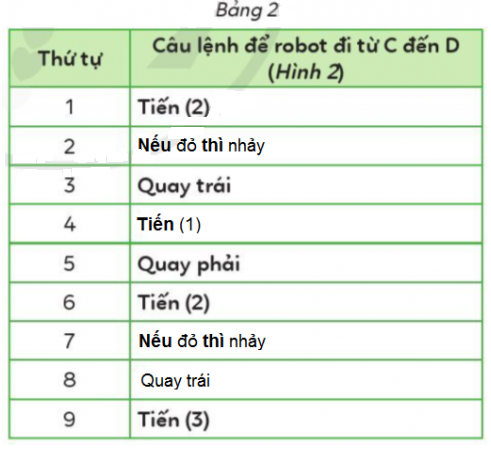 Bảng 2
Thứ tự
Câu lệnh để robot đi từ C đến D
(Hình 2)
1 Tiến (2)
2 Nếu đỏ thì nhảy
3 Quay trái
4 Tiến (1)
5 Quay phải
6 Tiến (2)
7 Nếu đỏ thì nhảy
8 Quay trái
9 Tiến (3)